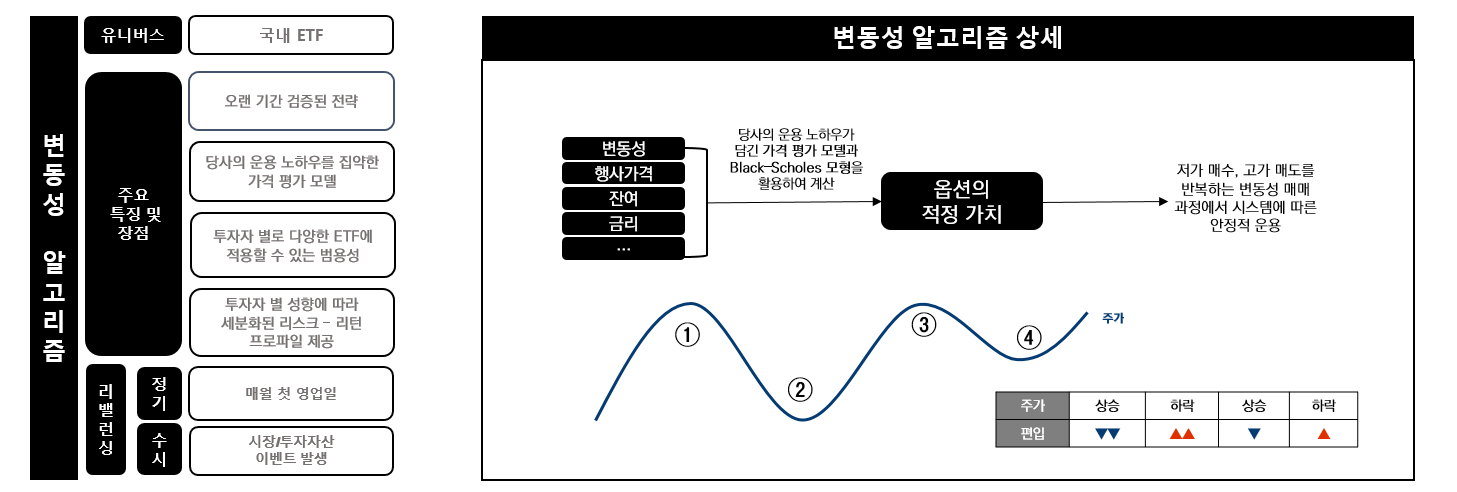 변동성 알고리즘
유니버스
국내 ETF
주요
특징 및
장점
오랜 기간 검증된 전략
당사의 운용 노하우를 집약한
가격 평가 모델
투자자 별로 다양한 ETF에
적용할 수 있는 범용성
투자자 별 성향에 따라
세분화된 리스크 – 리턴
프로파일 제공
리밸런싱
정기
매월 첫 영업일
수시
시장/투자자산
이벤트 발생
변동성 알고리즘 상세
변동성
행사가격
잔여
금리
...
당사의 운용 노하우가
담긴 가격 평가 모델과
Black–Scholes 모형을
활용하여 계산
옵션의
적정 가치
저가 매수, 고가 매도를
반복하는 변동성 매매
과정에서 시스템에 따른
안정적 운용
①
②
③
④
주가
주가 상승 하락 상승 하락
편입 ▼▼ ▲▲ ▼ ▲